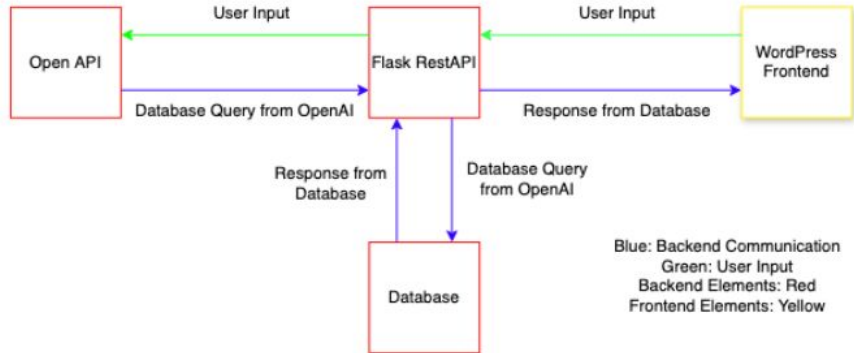 User Input
User Input
Open API
Flask RestAPI
WordPress
Frontend
Database Query from OpenAI
Response from Database
Response from
Database
Database Query
from OpenAI
Database
Blue: Backend Communication
Green: User Input
Backend Elements: Red
Frontend Elements: Yellow